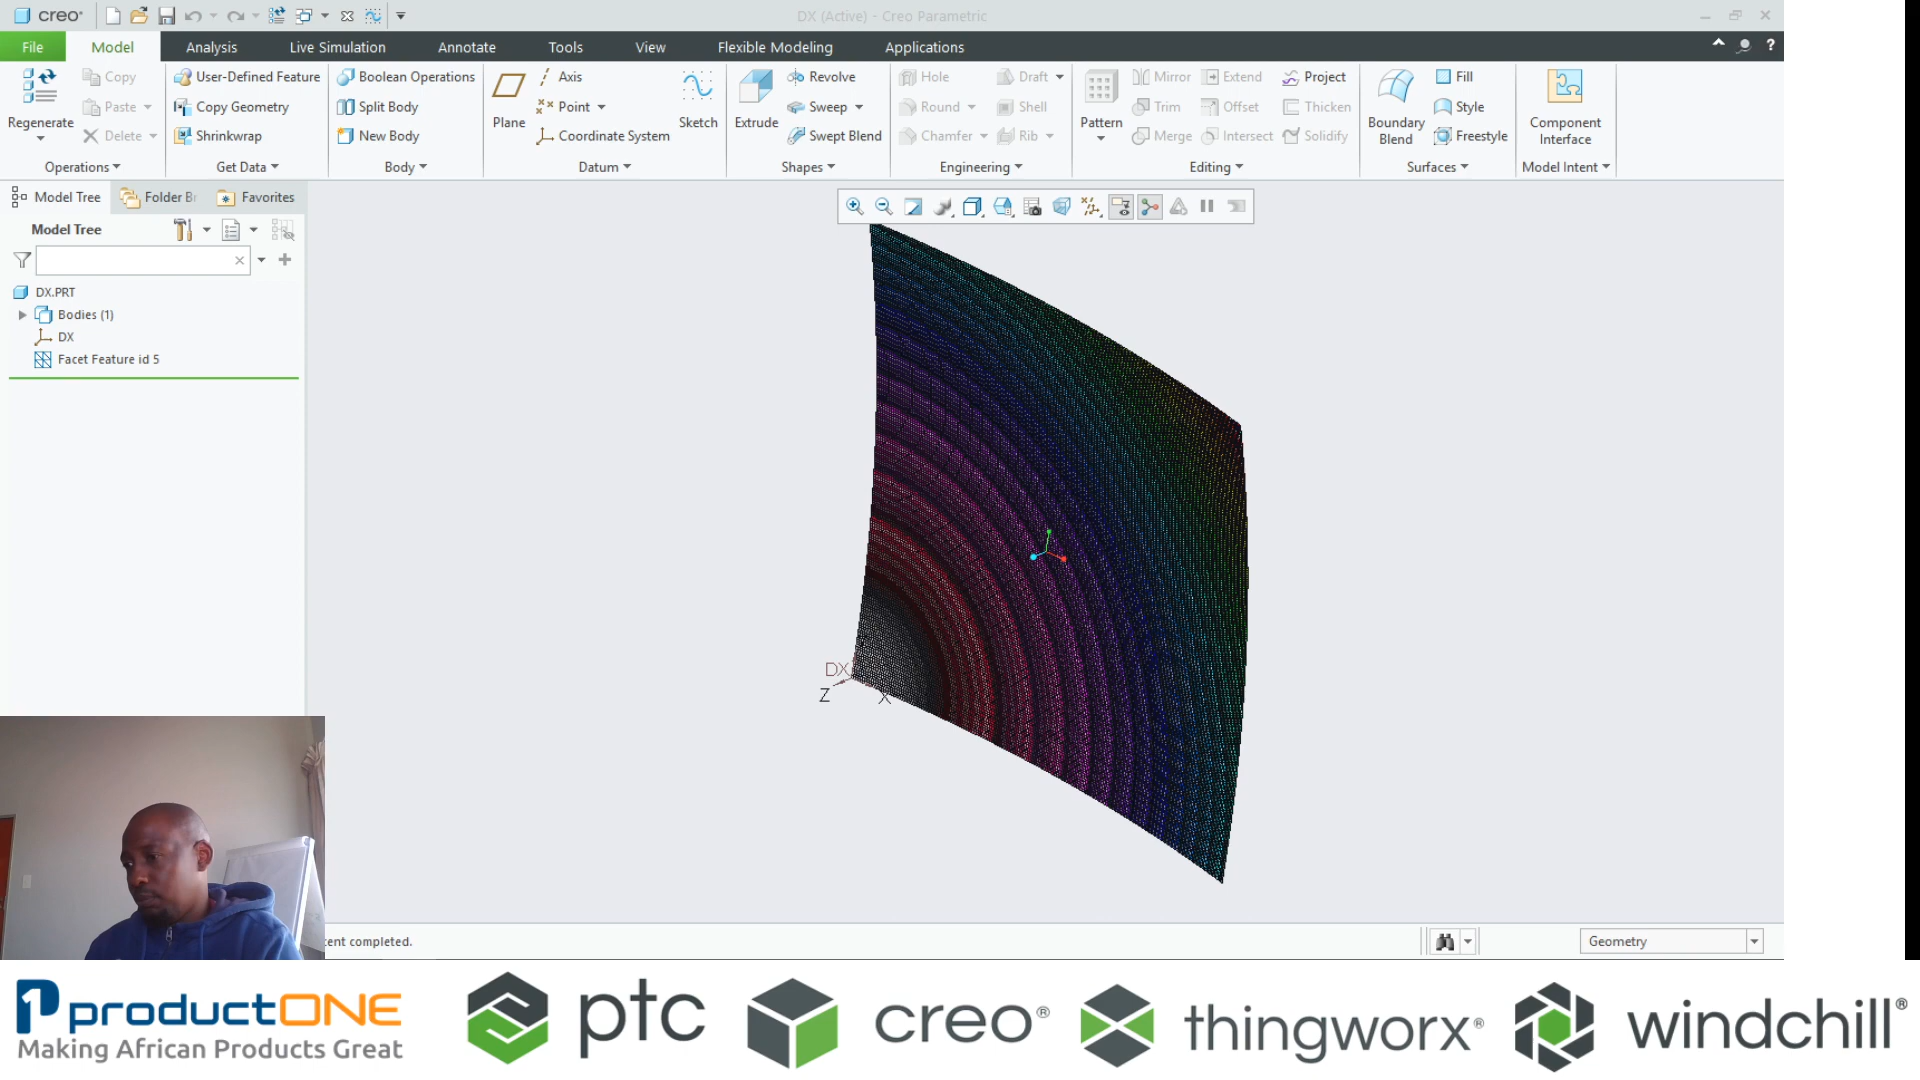 creo®
DX (Active) - Creo Parametric
File
Model
Analysis
Live Simulation
Annotate
Tools
View
Flexible Modeling
Applications
Regenerate
Copy
Paste
Delete
User-Defined Feature
Copy Geometry
Shrinkwrap
Boolean Operations
Split Body
New Body
Plane
Axis
Point
Coordinate System
Sketch
Extrude
Revolve
Sweep
Swept Blend
Hole
Round
Chamfer
Draft
Shell
Rib
Pattern
Mirror
Trim
Merge
Extend
Offset
Intersect
Project
Thicken
Solidify
Boundary
Blend
Fill
Style
Freestyle
Component
Interface
Operations
Get Data
Body
Datum
Shapes
Engineering
Editing
Surfaces
Model Intent
Model Tree
Folder Br
Favorites
Model Tree
DX.PRT
Bodies (1)
DX
Facet Feature id 5
DX
Z
X
ent completed.
Geometry
1 productONE
Making African Products Great
ptc
creo®
thingworx®
windchill®